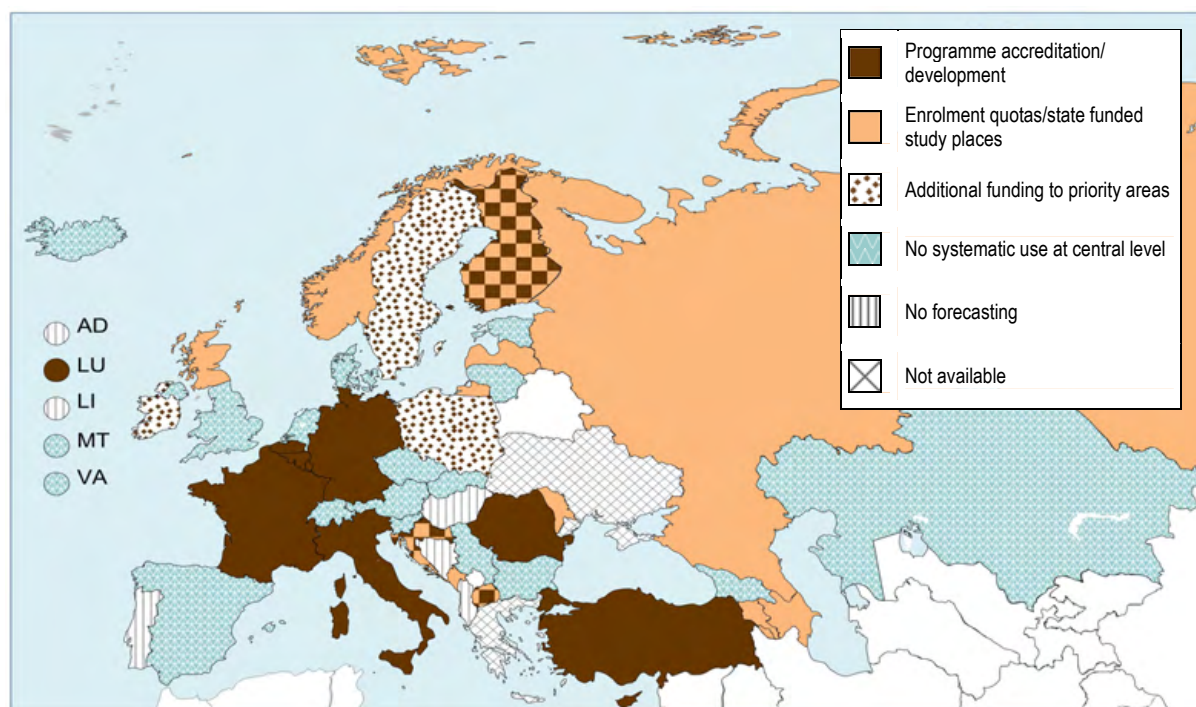 Programme accreditation/
development
Enrolment quotas/state funded
study places
Additional funding to priority areas
No systematic use at central level
No forecasting
Not available
AD
LU
LI
MT
VA